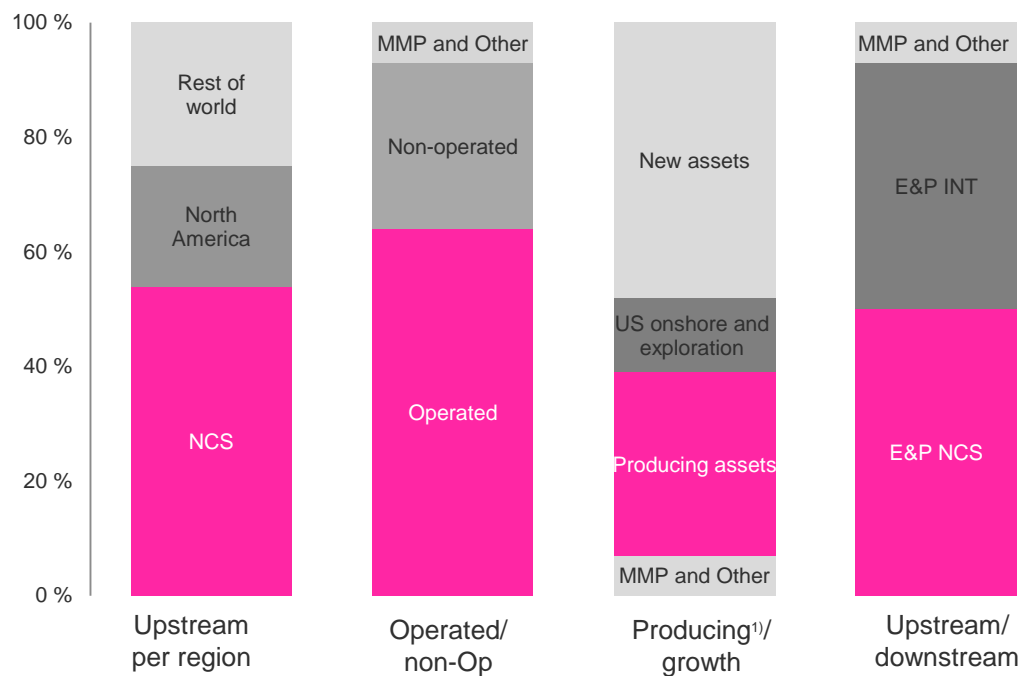 100 %
80 %
60 %
40 %
20 %
0 %
Rest of
world
North
America
NCS
Upstream
per region
MMP and Other
Non-operated
Operated
Operated/
non-Op
New assets
US onshore and
exploration
Producing assets
MMP and Other
Producing¹⁾/
growth
MMP and Other
E&P INT
E&P NCS
Upstream/
downstream